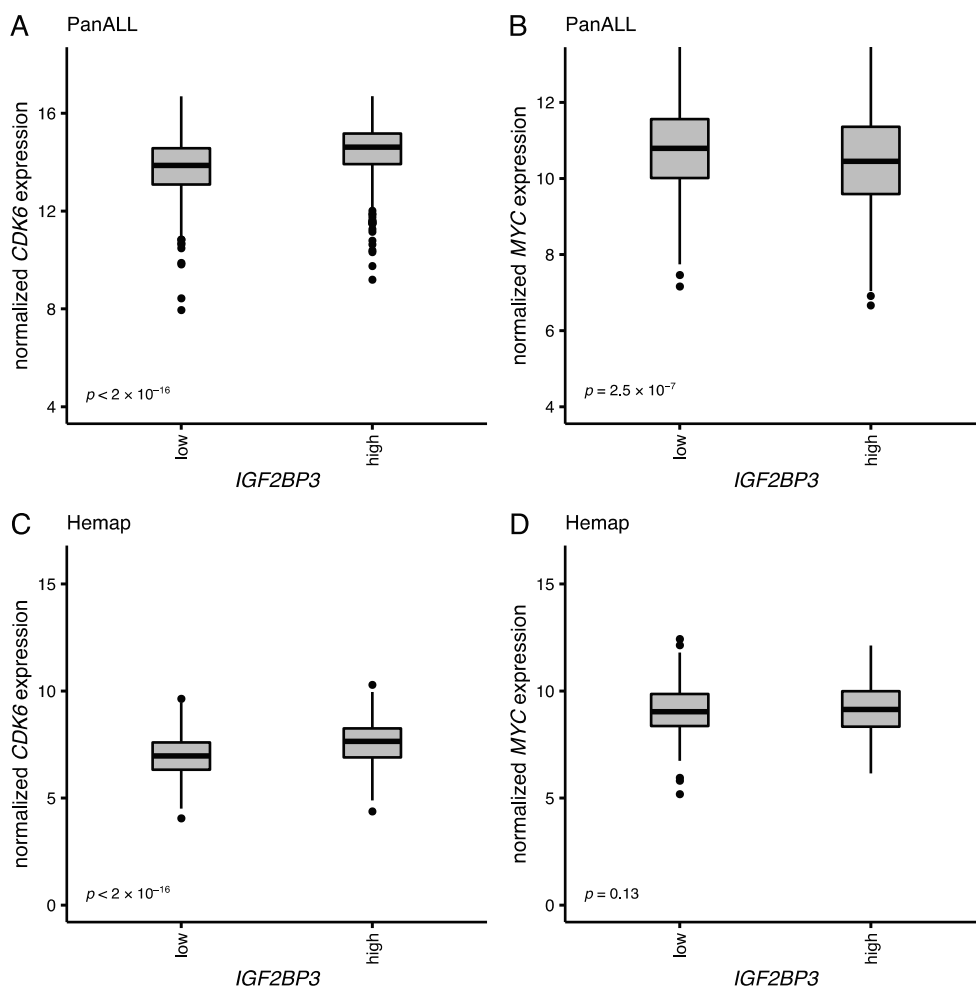 A PanALL
normalized CDK6 expression
16
12
8
4
p < 2 × 10⁻¹⁶
low
high
IGF2BP3
B PanALL
normalized MYC expression
12
10
8
6
4
p = 2.5 × 10⁻⁷
low
high
IGF2BP3
C Hemap
normalized CDK6 expression
15
10
5
0
p < 2 × 10⁻¹⁶
low
high
IGF2BP3
D Hemap
normalized MYC expression
15
10
5
0
p = 0.13
low
high
IGF2BP3